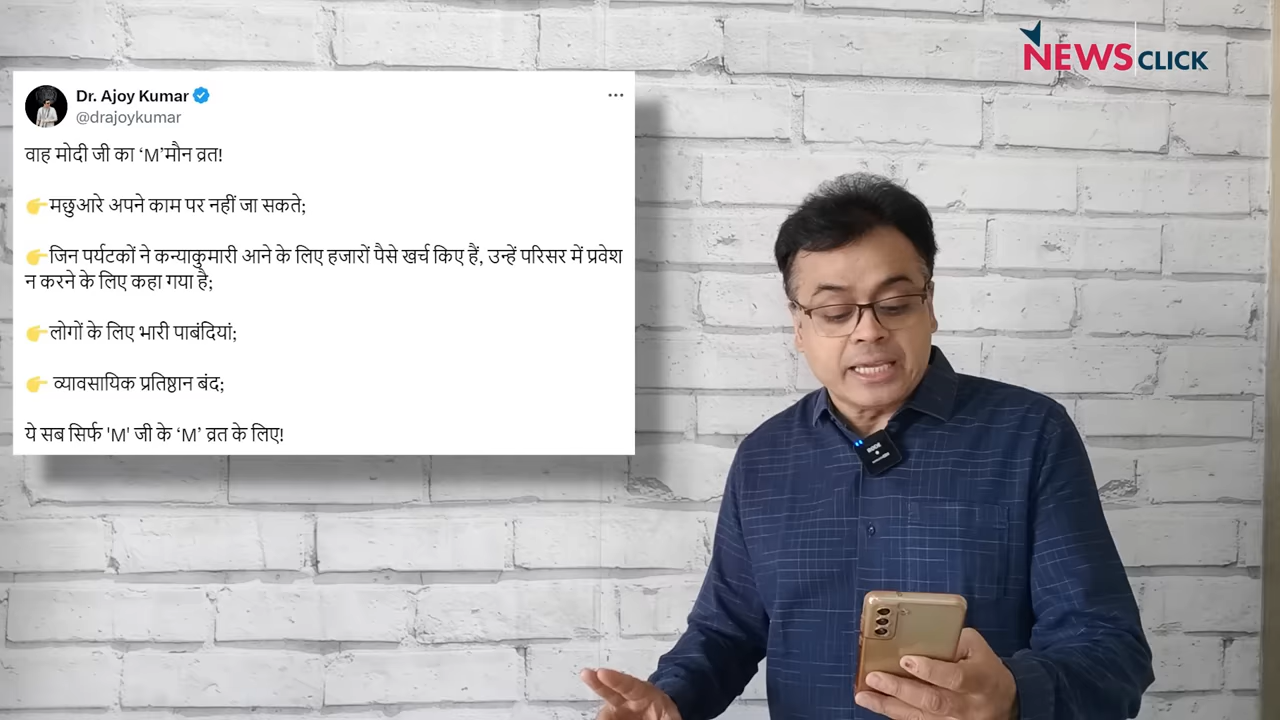 NEWSCLICK
Dr. Ajoy Kumar
@drajoykumar
वाह मोदी जी का ‘M’मौन व्रत!
👉मछुआरे अपने काम पर नहीं जा सकते;
👉जिन पर्यटकों ने कन्याकुमारी आने के लिए हजारों पैसे खर्च किए हैं, उन्हें परिसर में प्रवेश
न करने के लिए कहा गया है;
👉लोगों के लिए भारी पाबंदियां;
👉 व्यावसायिक प्रतिष्ठान बंद;
ये सब सिर्फ 'M' जी के ‘M’ व्रत के लिए!